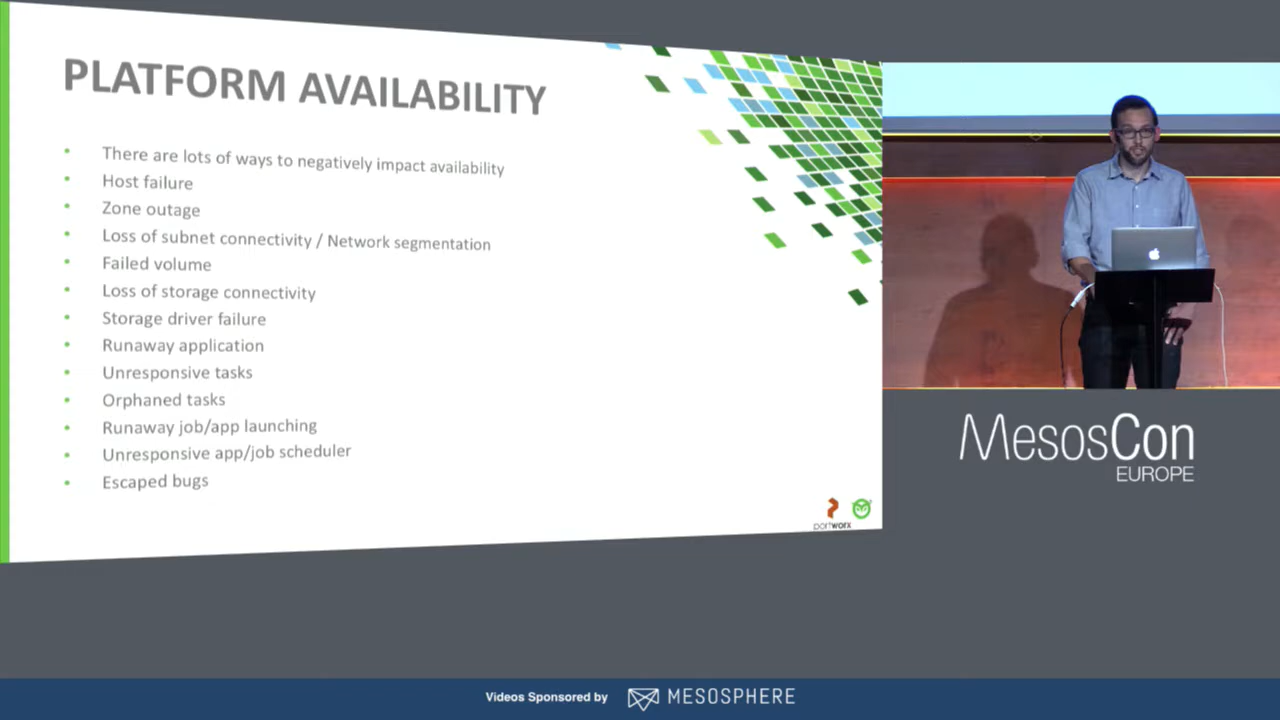 PLATFORM AVAILABILITY
There are lots of ways to negatively impact availability
Host failure
Zone outage
Loss of subnet connectivity / Network segmentation
Failed volume
Loss of storage connectivity
Storage driver failure
Runaway application
Unresponsive tasks
Orphaned tasks
Runaway job/app launching
Unresponsive app/job scheduler
Escaped bugs
portworx
MesosCon
EUROPE
Videos Sponsored by MESOSPHERE